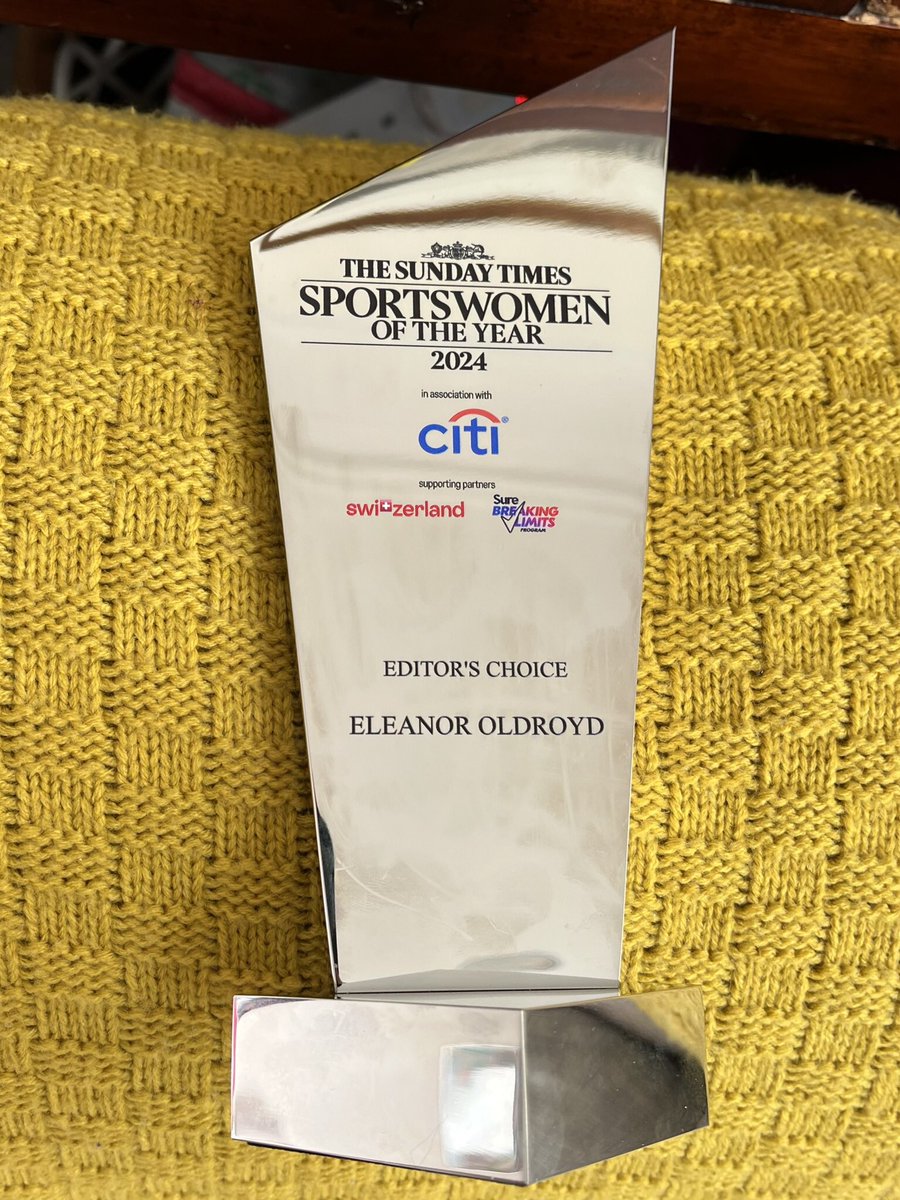 THE SUNDAY TIMES
SPORTSWOMEN
OF THE YEAR
2024
in association with
citi®
supporting partners
switzerland
Sure
BREAKING
LIMITS
PROGRAM
EDITOR'S CHOICE
ELEANOR OLDROYD